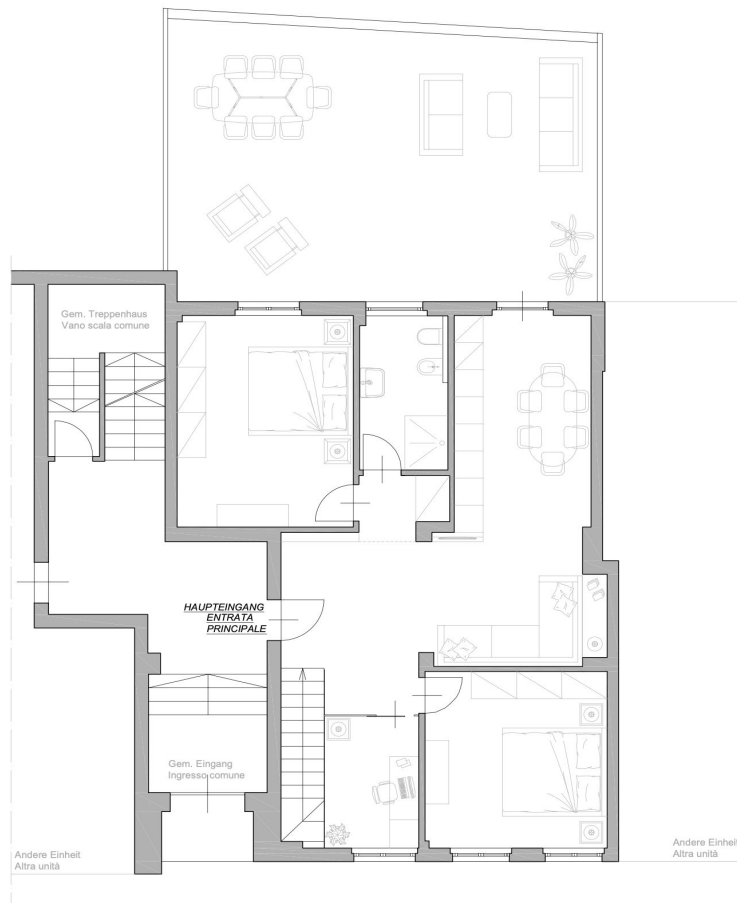 Gem. Treppenhaus
Vano scala comune
HAUPTEINGANG
ENTRATA
PRINCIPALE
Gem. Eingang
Ingresso comune
Andere Einheit
Altra unità
Andere Einheit
Altra unità